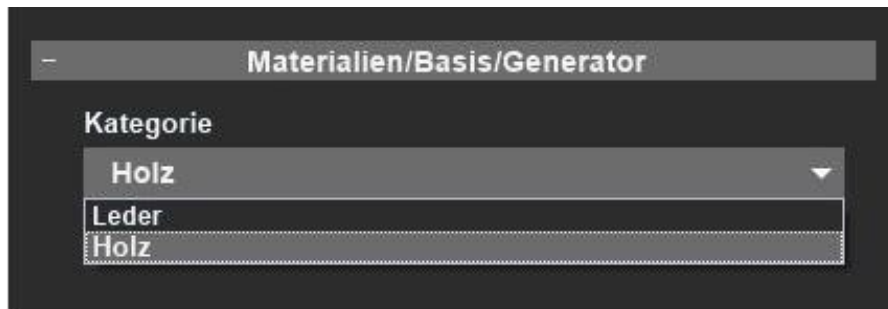 – Materialien/Basis/Generator
Kategorie
Holz
Leder
Holz